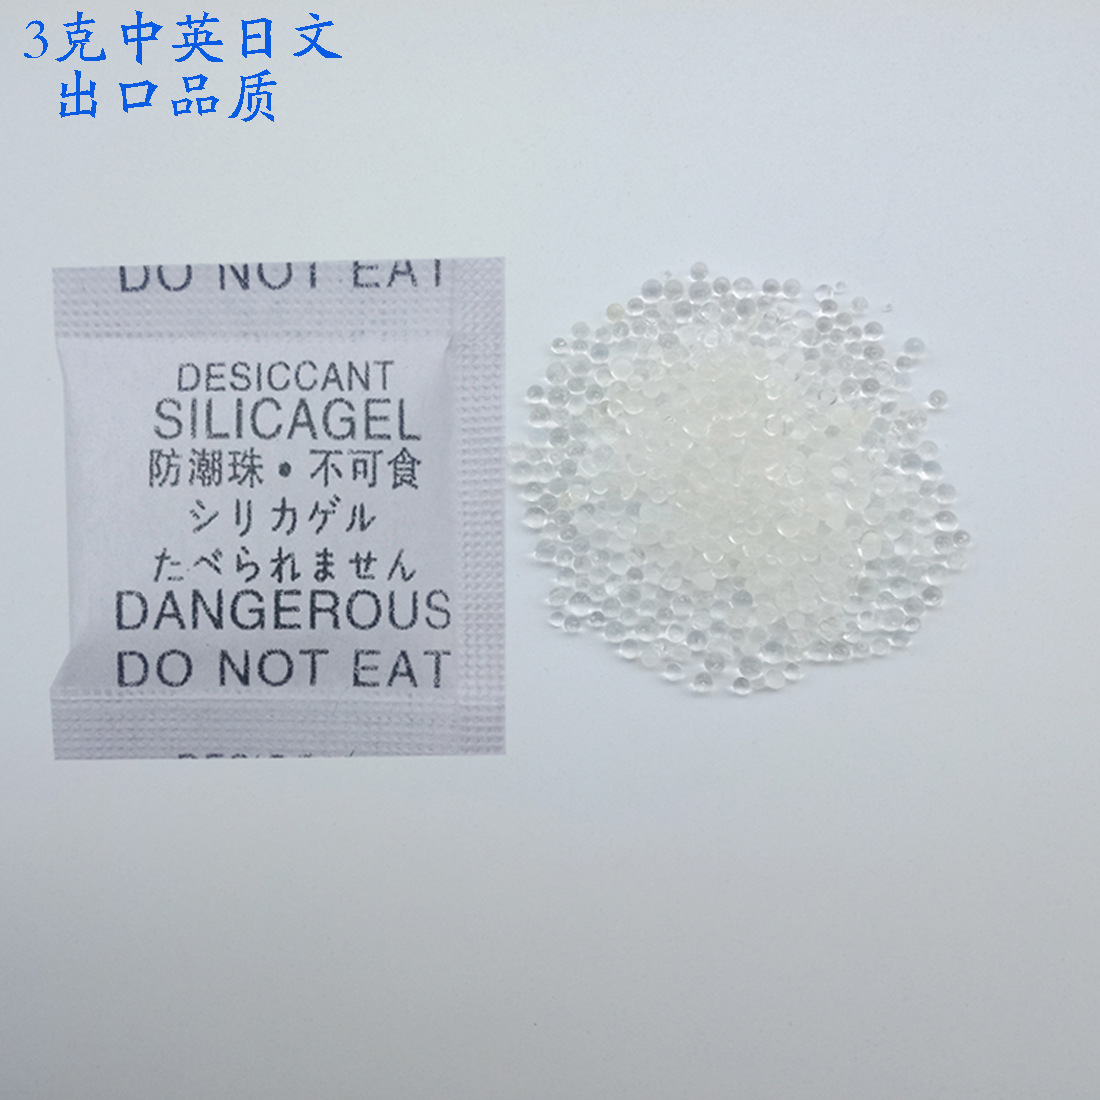 3克中英日文
出口品质
DO NOT EAT
DESICCANT
SILICAGEL
防潮珠·不可食
シリカゲル
たべられません
DANGEROUS
DO NOT EAT